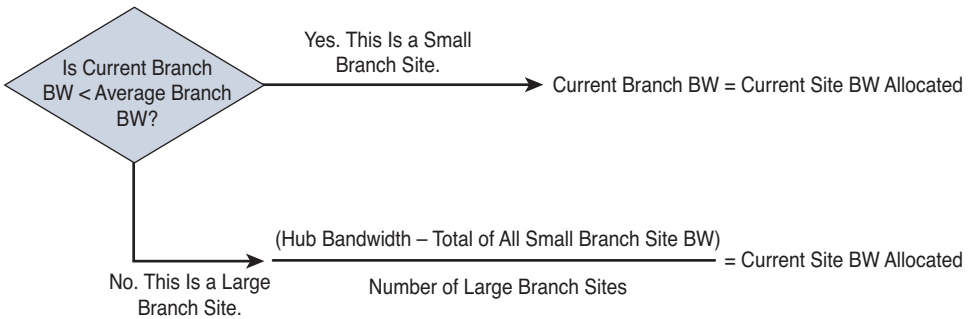 Is Current Branch
BW < Average Branch
BW?
Yes. This Is a Small
Branch Site.
Current Branch BW = Current Site BW Allocated
No. This Is a Large
Branch Site.
(Hub Bandwidth – Total of All Small Branch Site BW)
Number of Large Branch Sites
= Current Site BW Allocated